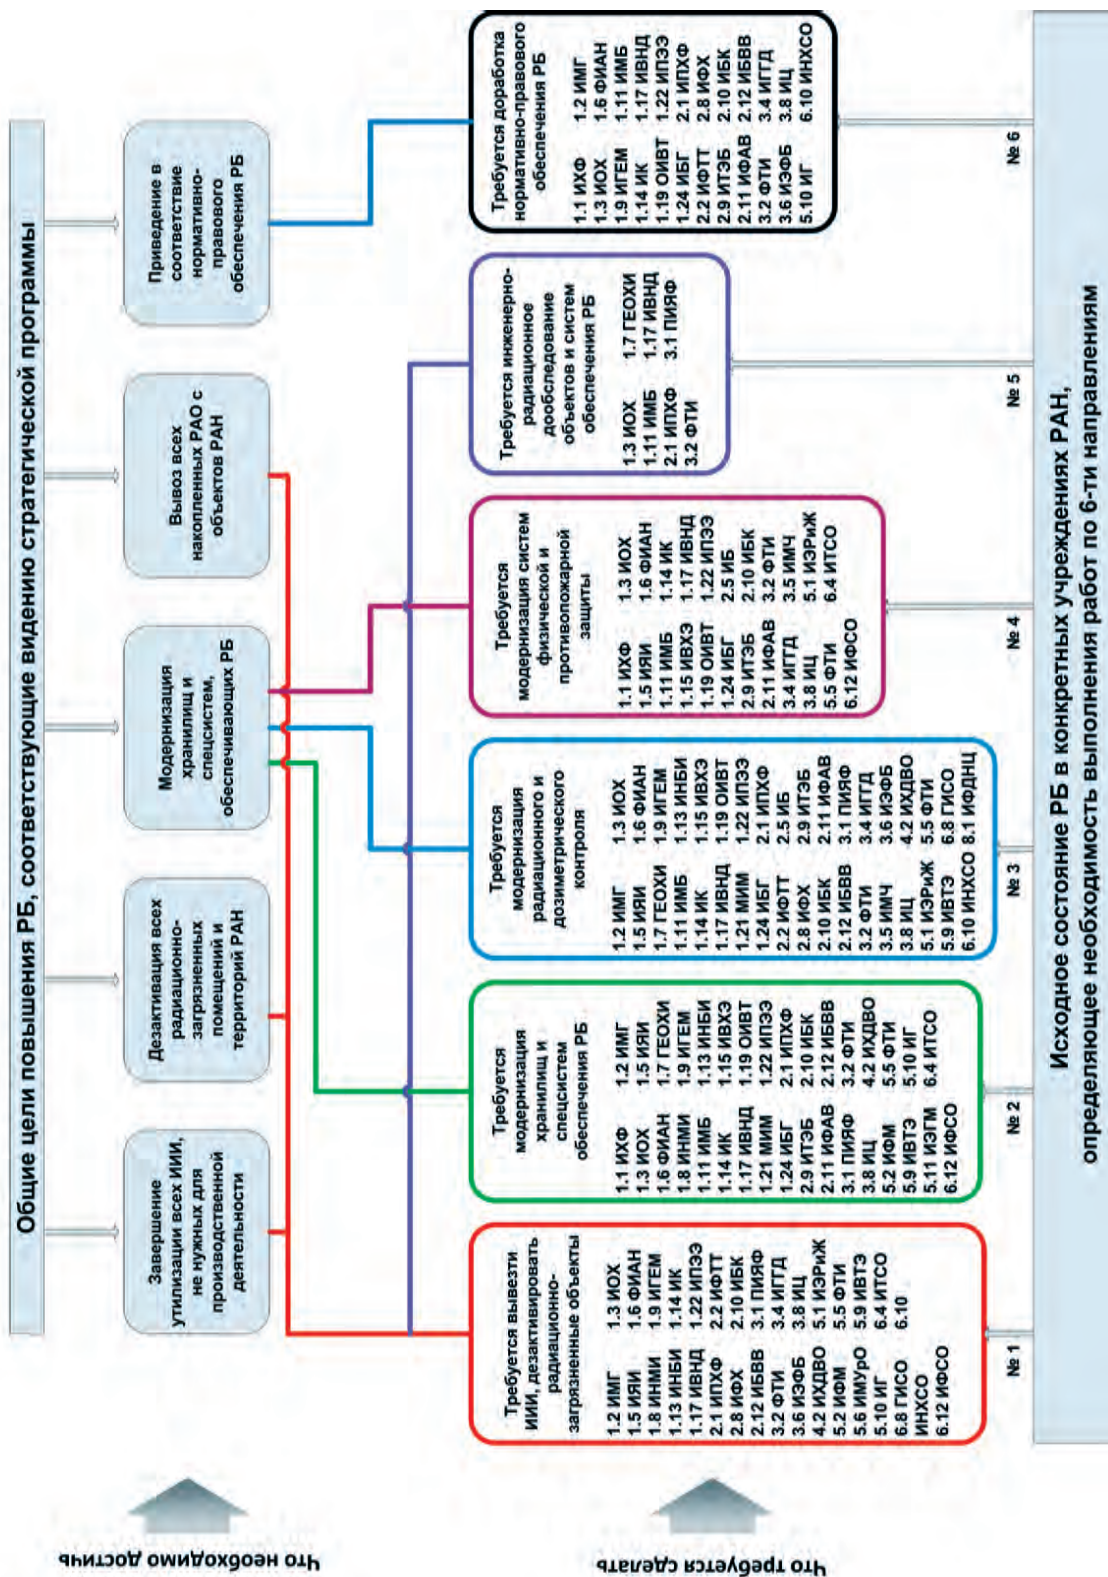 Общие цели повышения РБ, соответствующие видению стратегической программы
Что необходимо достичь
Завершение
утилизации всех ИИИ,
не нужных для
производственной
деятельности
Дезактивация всех
радиационно-
загрязненных
помещений и
территорий РАН
Модернизация
хранилищ и
спецсистем,
обеспечивающих РБ
Вывоз всех
накопленных РАО с
объектов РАН
Приведение в
соответствие
нормативно-
правового
обеспечения РБ
Что требуется сделать
Требуется вывезти
ИИИ, дезактивировать
радиационно-
загрязненные объекты
1.2 ИМГ 1.3 ИОХ
1.5 ИЯИ 1.6 ФИАН
1.8 ИНМИ 1.9 ИГЕМ
1.13 ИНБИ 1.14 ИК
1.17 ИВНД 1.22 ИПЭЭ
2.1 ИПХФ 2.2 ИФТТ
2.8 ИФХ 2.10 ИБК
2.12 ИБВВ 3.1 ПИЯФ
3.2 ФТИ 3.4 ИГГД
3.6 ИЭФБ 3.8 ИЦ
4.2 ИХДВО 5.1 ИЭРиЖ
5.2 ИФМ 5.5 ФТИ
5.6 ИМУрО 5.9 ИВТЭ
5.10 ИГ 6.4 ИТСО
6.8 ГИСО 6.10
ИНХСО
6.12 ИФСО
Требуется
модернизация
хранилищ и
спецсистем
обеспечения РБ
1.1 ИХФ 1.2 ИМГ
1.3 ИОХ 1.5 ИЯИ
1.6 ФИАН 1.7 ГЕОХИ
1.8 ИНМИ 1.9 ИГЕМ
1.11 ИМБ 1.13 ИНБИ
1.14 ИК 1.15 ИВХЭ
1.17 ИВНД 1.19 ОИВТ
1.21 МИМ 1.22 ИПЭЭ
1.24 ИБГ 2.1 ИПХФ
2.9 ИТЭБ 2.10 ИБК
2.11 ИФАВ 2.12 ИБВВ
3.1 ПИЯФ 3.2 ФТИ
3.8 ИЦ 4.2 ИХДВО
5.2 ИФМ 5.5 ФТИ
5.9 ИВТЭ 5.10 ИГ
5.11 ИЭГМ 6.4 ИТСО
6.12 ИФСО
Требуется
модернизация
радиационного и
дозиметрического
контроля
1.2 ИМГ 1.3 ИОХ
1.5 ИЯИ 1.6 ФИАН
1.7 ГЕОХИ 1.9 ИГЕМ
1.11 ИМБ 1.13 ИНБИ
1.14 ИК 1.15 ИВХЭ
1.17 ИВНД 1.19 ОИВТ
1.21 МИМ 1.22 ИПЭЭ
1.24 ИБГ 2.1 ИПХФ
2.2 ИФТТ 2.5 ИБ
2.8 ИФХ 2.9 ИТЭБ
2.10 ИБК 2.11 ИФАВ
2.12 ИБВВ 3.1 ПИЯФ
3.2 ФТИ 3.4 ИГГД
3.5 ИМЧ 3.6 ИЭФБ
3.8 ИЦ 4.2 ИХДВО
5.1 ИЭРиЖ 5.5 ФТИ
5.9 ИВТЭ 6.8 ГИСО
6.10 ИНХСО 8.1 ИФДНЦ
Требуется
модернизация систем
физической и
противопожарной
защиты
1.1 ИХФ 1.3 ИОХ
1.5 ИЯИ 1.6 ФИАН
1.11 ИМБ 1.14 ИК
1.15 ИВХЭ 1.17 ИВНД
1.19 ОИВТ 1.22 ИПЭЭ
1.24 ИБГ 2.5 ИБ
2.9 ИТЭБ 2.10 ИБК
2.11 ИФАВ 3.2 ФТИ
3.4 ИГГД 3.5 ИМЧ
3.8 ИЦ 5.1 ИЭРиЖ
5.5 ФТИ 6.4 ИТСО
6.12 ИФСО
Требуется инженерно-
радиационное
дообследование
объектов и систем
обеспечения РБ
1.3 ИОХ 1.7 ГЕОХИ
1.11 ИМБ 1.17 ИВНД
2.1 ИПХФ 3.1 ПИЯФ
3.2 ФТИ
Требуется доработка
нормативно-правового
обеспечения РБ
1.1 ИХФ 1.2 ИМГ
1.3 ИОХ 1.6 ФИАН
1.9 ИГЕМ 1.11 ИМБ
1.14 ИК 1.17 ИВНД
1.19 ОИВТ 1.22 ИПЭЭ
1.24 ИБГ 2.1 ИПХФ
2.2 ИФТТ 2.8 ИФХ
2.9 ИТЭБ 2.10 ИБК
2.11 ИФАВ 2.12 ИБВВ
3.2 ФТИ 3.4 ИГГД
3.6 ИЭФБ 3.8 ИЦ
5.10 ИГ 6.10 ИНХСО
№ 1
№ 2
№ 3
№ 4
№ 5
№ 6
Исходное состояние РБ в конкретных учреждениях РАН,
определяющее необходимость выполнения работ по 6-ти направлениям